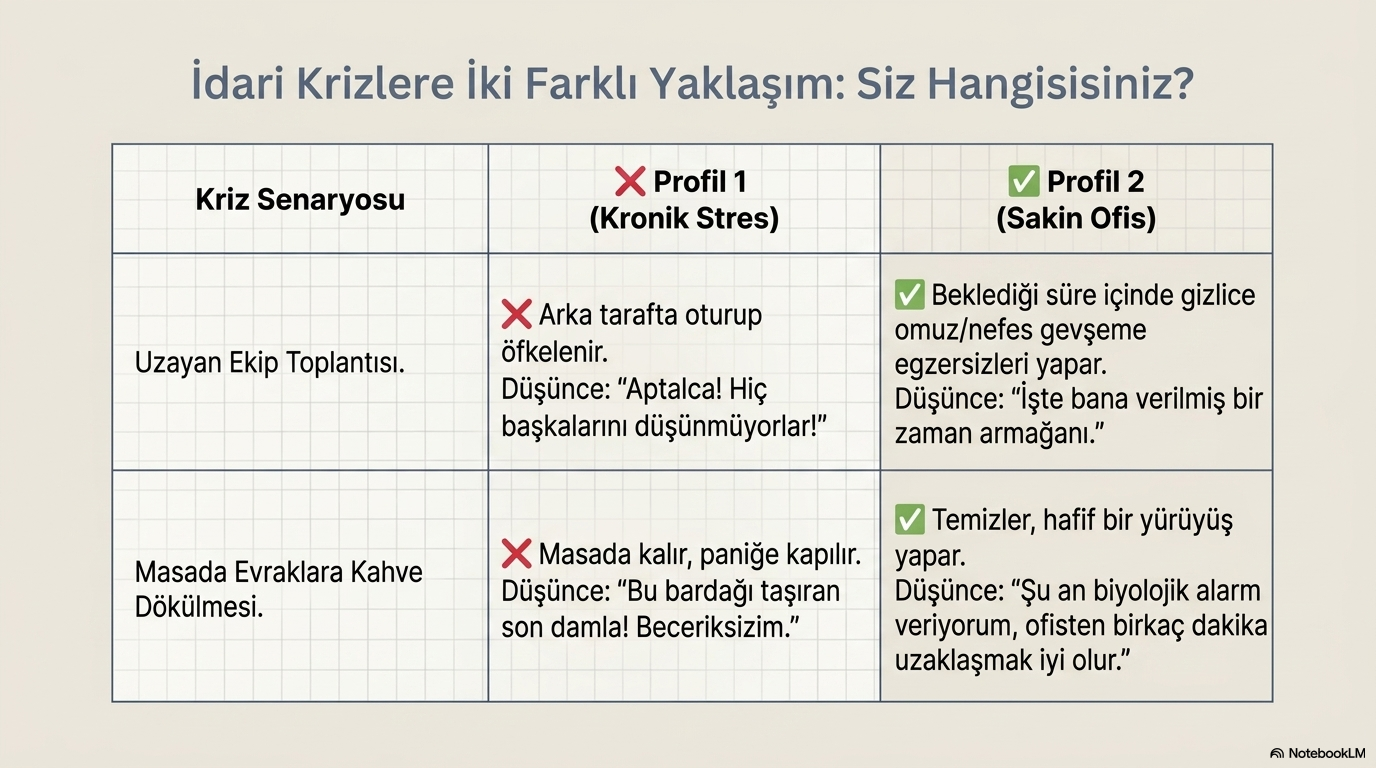 İdari Krizlere İki Farklı Yaklaşım: Siz Hangisisiniz?
Kriz Senaryosu
❌ Profil 1
(Kronik Stres)
✅ Profil 2
(Sakin Ofis)
Uzayan Ekip Toplantısı.
❌ Arka tarafta oturup
öfkelenir.
Düşünce: “Aptalca! Hiç
başkalarını düşünmüyorlar!”
✅ Beklediği süre içinde gizlice
omuz/nefes gevşeme
egzersizleri yapar.
Düşünce: “İşte bana verilmiş bir
zaman armağanı.”
Masada Evraklara Kahve
Dökülmesi.
❌ Masada kalır, paniğe kapılır.
Düşünce: “Bu bardağı taşıran
son damla! Beceriksizim.”
✅ Temizler, hafif bir yürüyüş
yapar.
Düşünce: “Şu an biyolojik alarm
veriyorum, ofisten birkaç dakika
uzaklaşmak iyi olur.”
NotebookLM